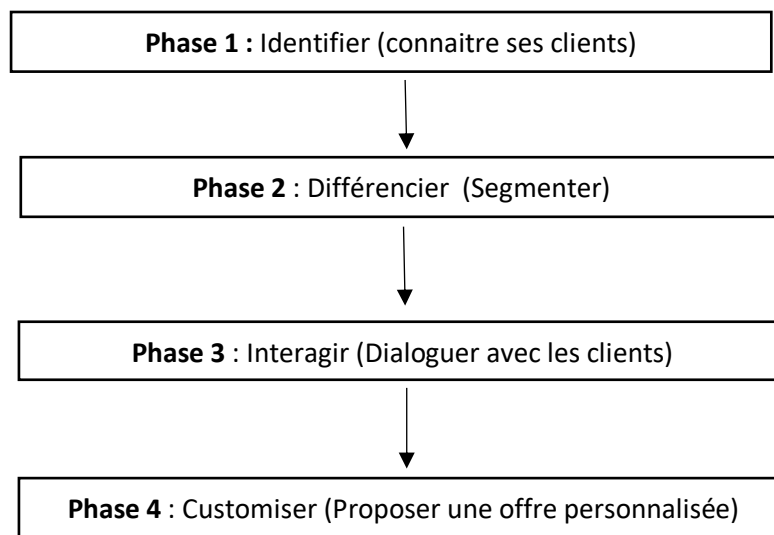 Phase 1 : Identifier (connaitre ses clients)
Phase 2 : Différencier (Segmenter)
Phase 3 : Interagir (Dialoguer avec les clients)
Phase 4 : Customiser (Proposer une offre personnalisée)